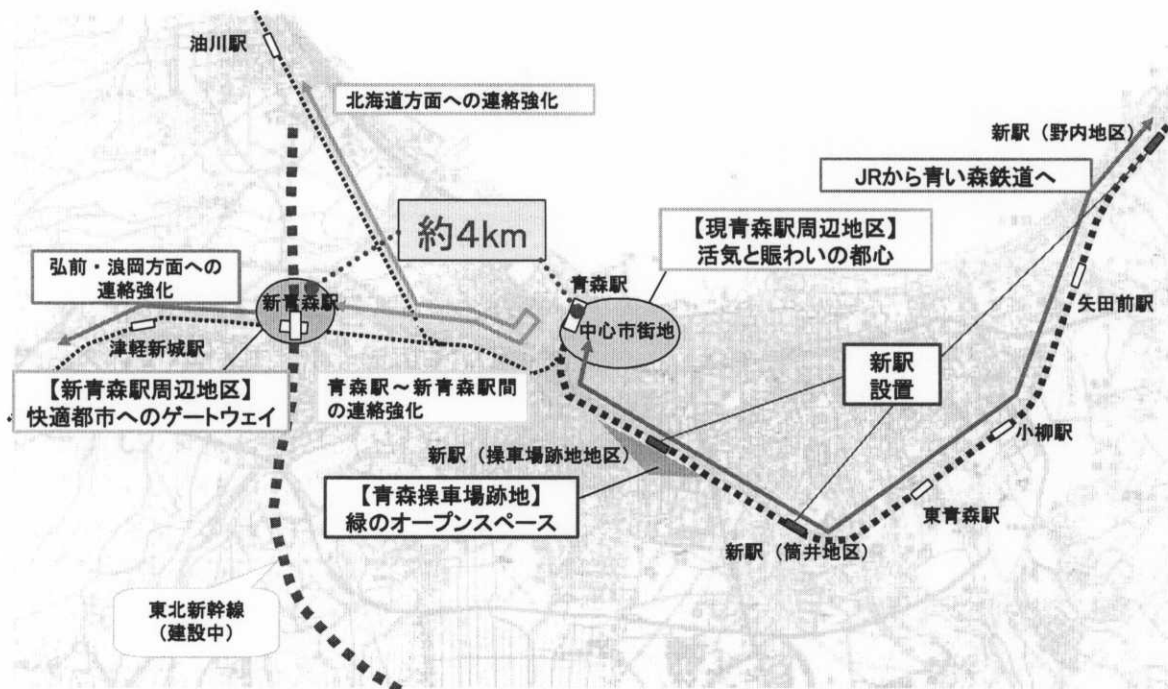 油川駅
北海道方面への連絡強化
新駅（野内地区）
JRから青い森鉄道へ
約4km
【現青森駅周辺地区】
活気と賑わいの都心
弘前・浪岡方面への
連絡強化
新青森駅
青森駅
中心市街地
矢田前駅
津軽新城駅
【新青森駅周辺地区】
快適都市へのゲートウェイ
青森駅～新青森駅間
の連絡強化
新駅
設置
小柳駅
新駅（操車場跡地地区）
【青森操車場跡地】
緑のオープンスペース
東青森駅
新駅（筒井地区）
東北新幹線
（建設中）